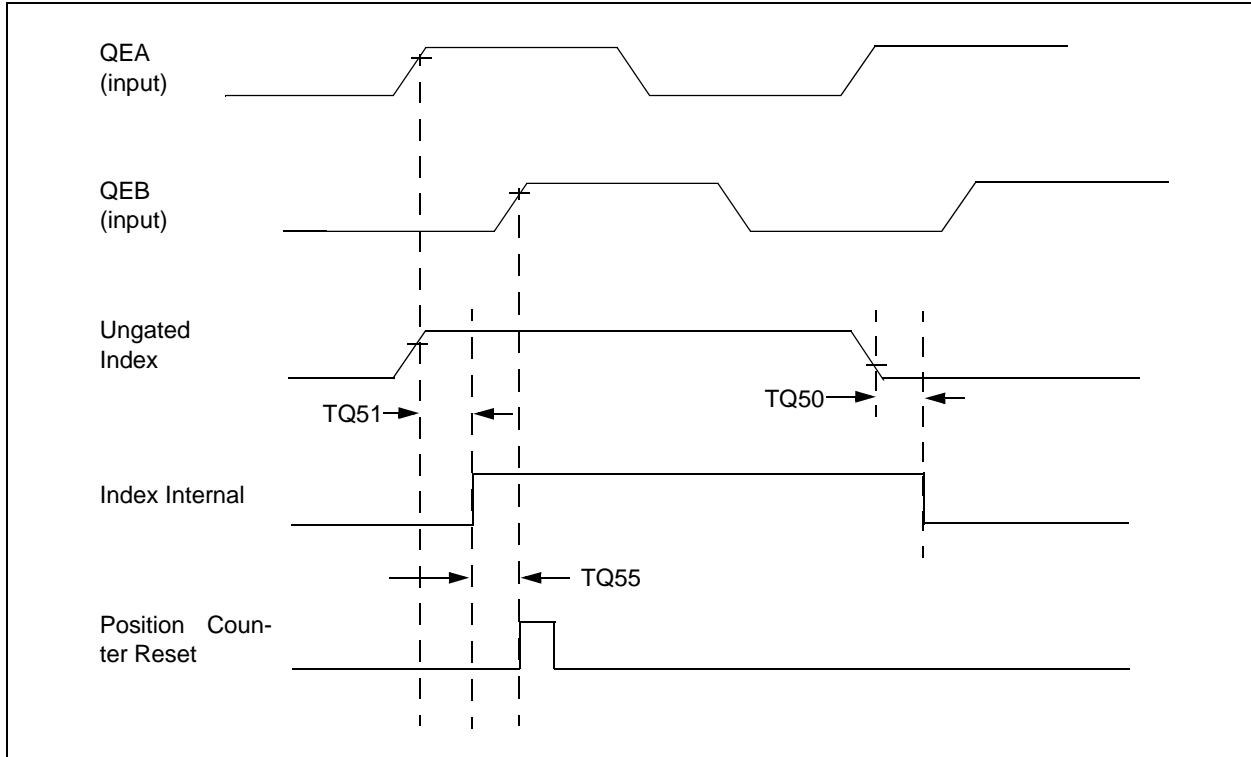 QEA
(input)
QEB
(input)
Ungated
Index
TQ51
TQ50
Index Internal
TQ55
Position Coun-
ter Reset